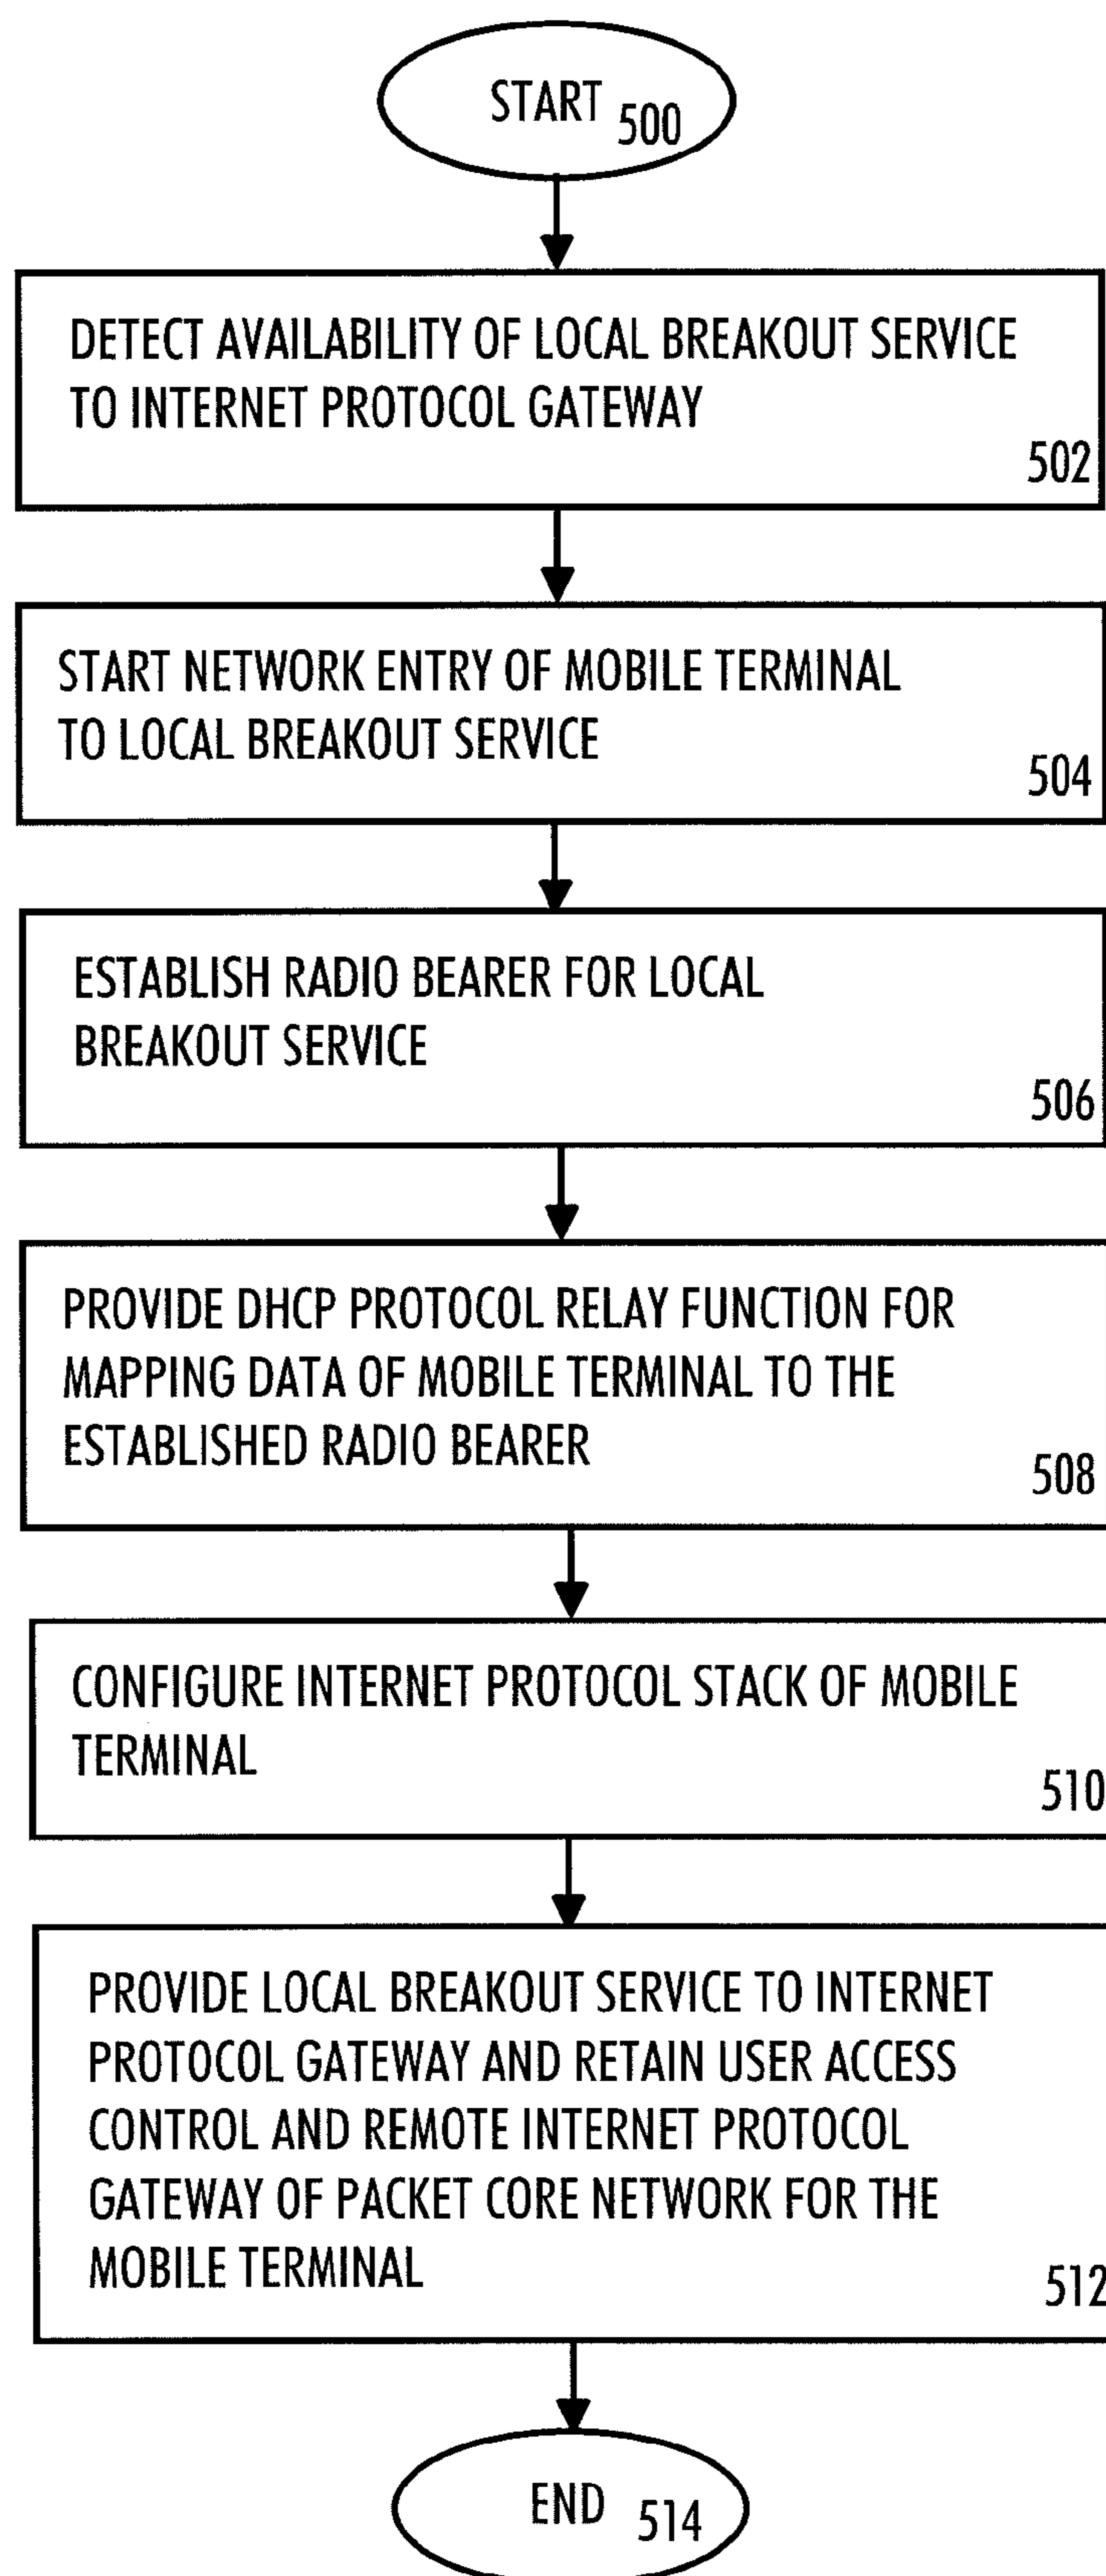 START 500
DETECT AVAILABILITY OF LOCAL BREAKOUT SERVICE
TO INTERNET PROTOCOL GATEWAY
502
START NETWORK ENTRY OF MOBILE TERMINAL
TO LOCAL BREAKOUT SERVICE
504
ESTABLISH RADIO BEARER FOR LOCAL
BREAKOUT SERVICE
506
PROVIDE DHCP PROTOCOL RELAY FUNCTION FOR
MAPPING DATA OF MOBILE TERMINAL TO THE
ESTABLISHED RADIO BEARER
508
CONFIGURE INTERNET PROTOCOL STACK OF MOBILE
TERMINAL
510
PROVIDE LOCAL BREAKOUT SERVICE TO INTERNET
PROTOCOL GATEWAY AND RETAIN USER ACCESS
CONTROL AND REMOTE INTERNET PROTOCOL
GATEWAY OF PACKET CORE NETWORK FOR THE
MOBILE TERMINAL
512
END 514